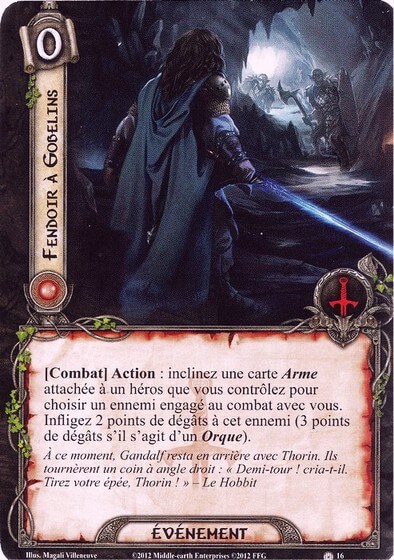 0
FENDOIR À GOBELINS
[Combat] Action : inclinez une carte Arme
attachée à un héros que vous contrôlez pour
choisir un ennemi engagé au combat avec vous.
Infligez 2 points de dégâts à cet ennemi (3 points
de dégâts s'il s'agit d'un Orque).
À ce moment, Gandalf resta en arrière avec Thorin. Ils
tournèrent un coin à angle droit : « Demi-tour ! cria-t-il.
Tirez votre épée, Thorin ! » – Le Hobbit
ÉVÉNEMENT
Illus. Magali Villeneuve ©2012 Middle-earth Enterprises ©2012 FFG 16